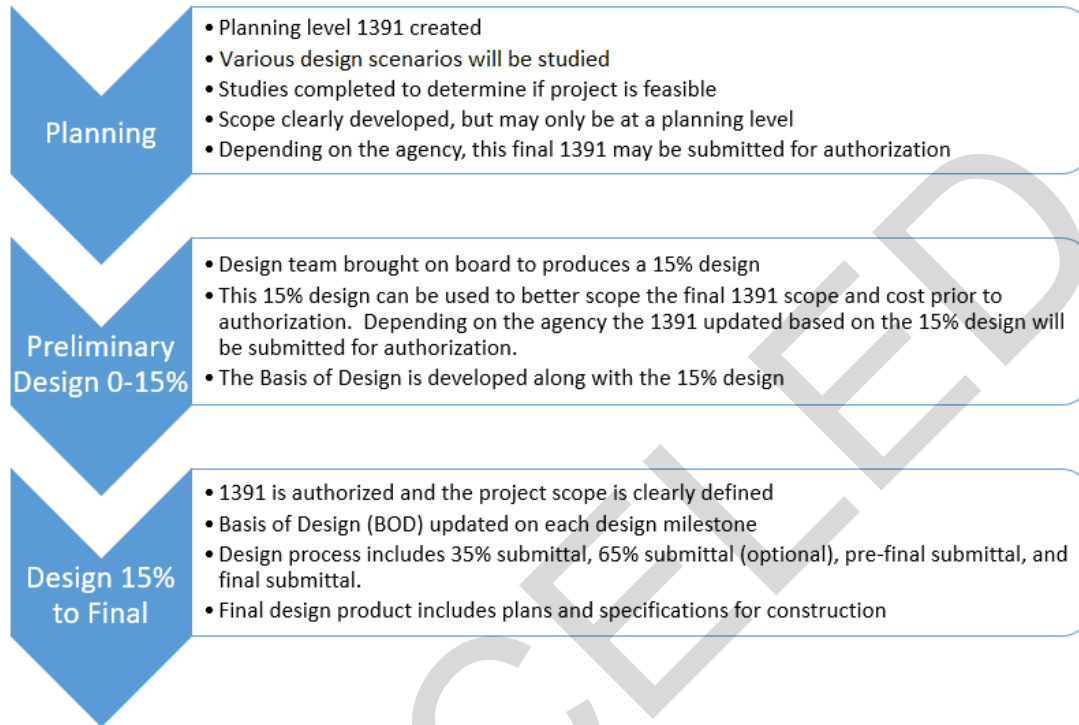 Planning
• Planning level 1391 created
• Various design scenarios will be studied
• Studies completed to determine if project is feasible
• Scope clearly developed, but may only be at a planning level
• Depending on the agency, this final 1391 may be submitted for authorization
Preliminary
Design 0-15%
• Design team brought on board to produces a 15% design
• This 15% design can be used to better scope the final 1391 scope and cost prior to
authorization.  Depending on the agency the 1391 updated based on the 15% design will
be submitted for authorization.
• The Basis of Design is developed along with the 15% design
Design 15%
to Final
• 1391 is authorized and the project scope is clearly defined
• Basis of Design (BOD) updated on each design milestone
• Design process includes 35% submittal, 65% submittal (optional), pre-final submittal, and
final submittal.
• Final design product includes plans and specifications for construction
CELED